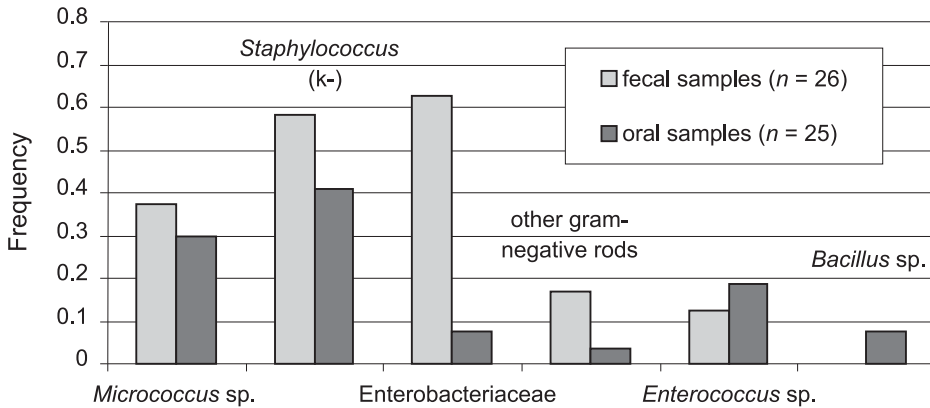 0.8
0.7
0.6
0.5
0.4
0.3
0.2
0.1
0
Frequency
Staphylococcus
(k-)
fecal samples (n = 26)
oral samples (n = 25)
other gram-
negative rods
Bacillus sp.
Micrococcus sp.
Enterobacteriaceae
Enterococcus sp.